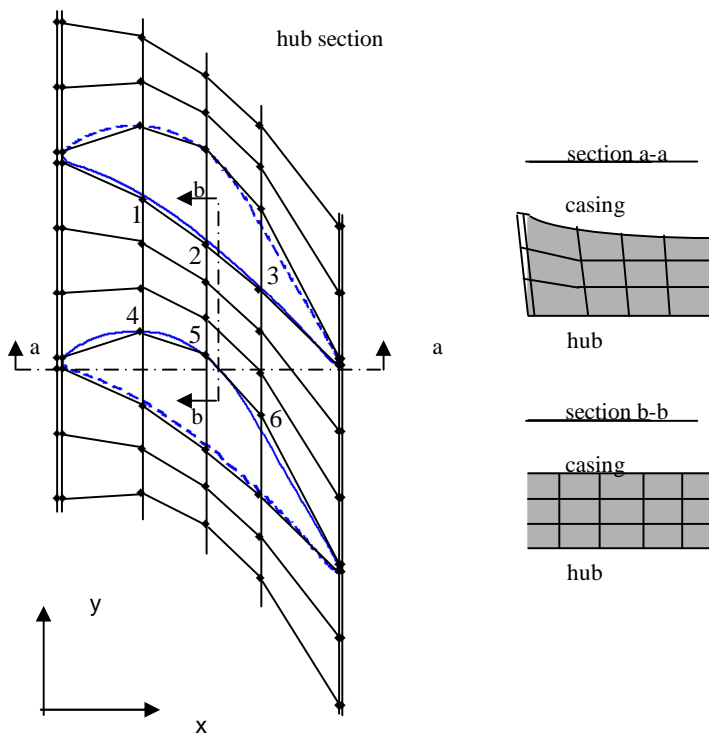 hub section
section a-a
casing
hub
section b-b
casing
hub
b
1
2
3
4
5
6
a
a
b
y
x